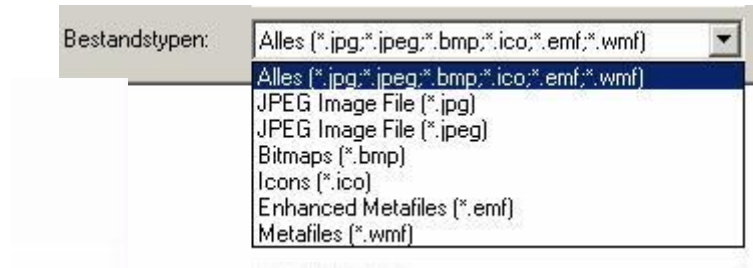 Bestandstypen: Alles (*.jpg;*.jpeg;*.bmp;*.ico;*.emf;*.wmf)
Alles (*.jpg;*.jpeg;*.bmp;*.ico;*.emf;*.wmf)
JPEG Image File (*.jpg)
JPEG Image File (*.jpeg)
Bitmaps (*.bmp)
Icons (*.ico)
Enhanced Metafiles (*.emf)
Metafiles (*.wmf)